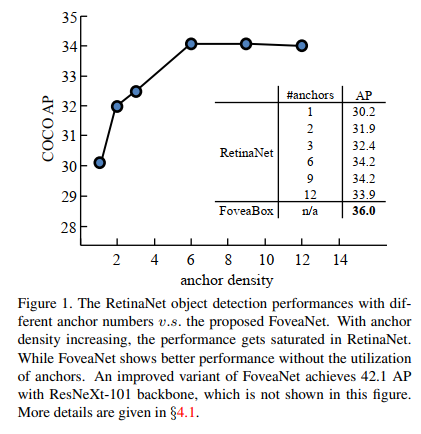 35
34
33
32
31
30
29
28
COCO AP
2 4 6 8 10 12 14
anchor density
#anchors AP
RetinaNet
1 30.2
2 31.9
3 32.4
6 34.2
9 34.2
12 33.9
FoveaBox n/a 36.0
Figure 1. The RetinaNet object detection performances with dif-
ferent anchor numbers v.s. the proposed FoveaNet. With anchor
density increasing, the performance gets saturated in RetinaNet.
While FoveaNet shows better performance without the utilization
of anchors. An improved variant of FoveaNet achieves 42.1 AP
with ResNeXt-101 backbone, which is not shown in this figure.
More details are given in §4.1.